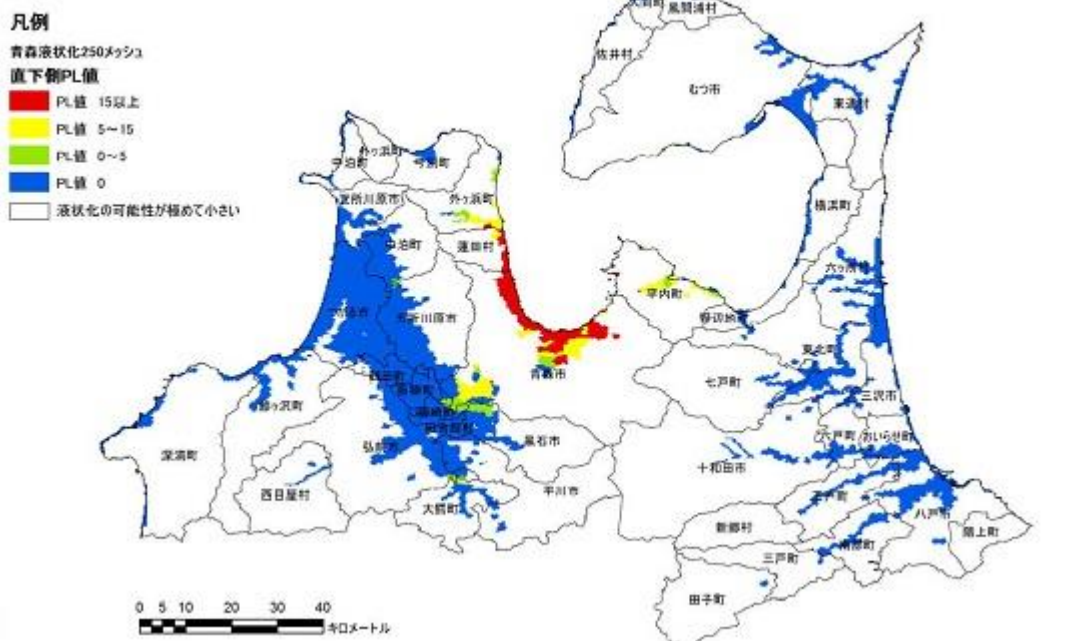 凡例
青森液状化250メッシュ
直下側PL値
PL値 15以上
PL値 5～15
PL値 0～5
PL値 0
液状化の可能性が極めて小さい
風間浦村
佐井村
むつ市
東通村
外ヶ浜町
中泊町
今別町
五所川原市
外ヶ浜町
横浜町
中泊町
蓬田村
六ヶ所村
平内町
五所川原市
野辺地町
東北町
青森市
七戸町
三沢市
鰺ヶ沢町
六戸町
おいらせ町
黒石市
弘前市
深浦町
十和田市
平川市
西目屋村
五戸町
大鰐町
八戸市
新郷村
階上町
南部町
三戸町
田子町
0 5 10 20 30 40
キロメートル